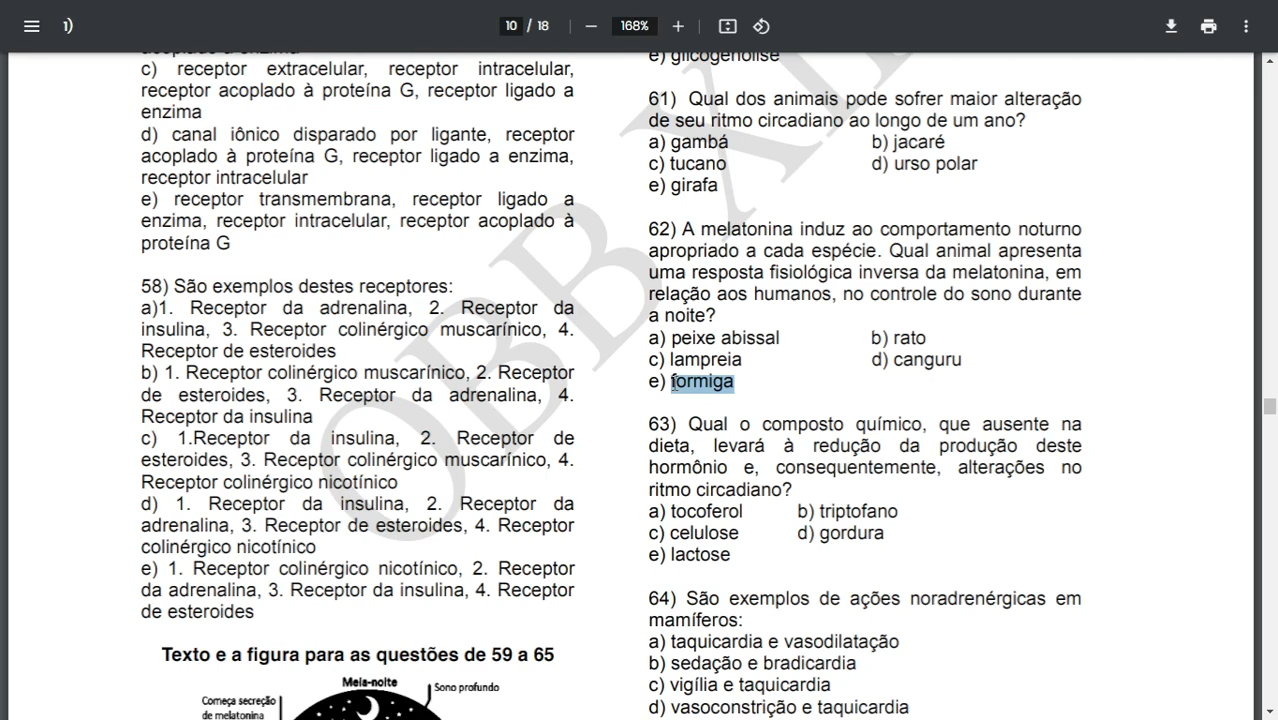 1)
10 / 18
168%
acoplado à enzima
c) receptor extracelular, receptor intracelular,
receptor acoplado à proteína G, receptor ligado a
enzima
d) canal iônico disparado por ligante, receptor
acoplado à proteína G, receptor ligado a enzima,
receptor intracelular
e) receptor transmembrana, receptor ligado a
enzima, receptor intracelular, receptor acoplado à
proteína G
58) São exemplos destes receptores:
a)1. Receptor da adrenalina, 2. Receptor da
insulina, 3. Receptor colinérgico muscarínico, 4.
Receptor de esteroides
b) 1. Receptor colinérgico muscarínico, 2. Receptor
de esteroides, 3. Receptor da adrenalina, 4.
Receptor da insulina
c) 1.Receptor da insulina, 2. Receptor de
esteroides, 3. Receptor colinérgico muscarínico, 4.
Receptor colinérgico nicotínico
d) 1. Receptor da insulina, 2. Receptor da
adrenalina, 3. Receptor de esteroides, 4. Receptor
colinérgico nicotínico
e) 1. Receptor colinérgico nicotínico, 2. Receptor
da adrenalina, 3. Receptor da insulina, 4. Receptor
de esteroides
Texto e a figura para as questões de 59 a 65
Meia-noite
Começa secreção
de melatonina
Sono profundo
e) glicogenólise
61) Qual dos animais pode sofrer maior alteração
de seu ritmo circadiano ao longo de um ano?
a) gambá b) jacaré
c) tucano d) urso polar
e) girafa
62) A melatonina induz ao comportamento noturno
apropriado a cada espécie. Qual animal apresenta
uma resposta fisiológica inversa da melatonina, em
relação aos humanos, no controle do sono durante
a noite?
a) peixe abissal b) rato
c) lampreia d) canguru
e) formiga
63) Qual o composto químico, que ausente na
dieta, levará à redução da produção deste
hormônio e, consequentemente, alterações no
ritmo circadiano?
a) tocoferol b) triptofano
c) celulose d) gordura
e) lactose
64) São exemplos de ações noradrenérgicas em
mamíferos:
a) taquicardia e vasodilatação
b) sedação e bradicardia
c) vigília e taquicardia
d) vasoconstrição e taquicardia
OBB XII